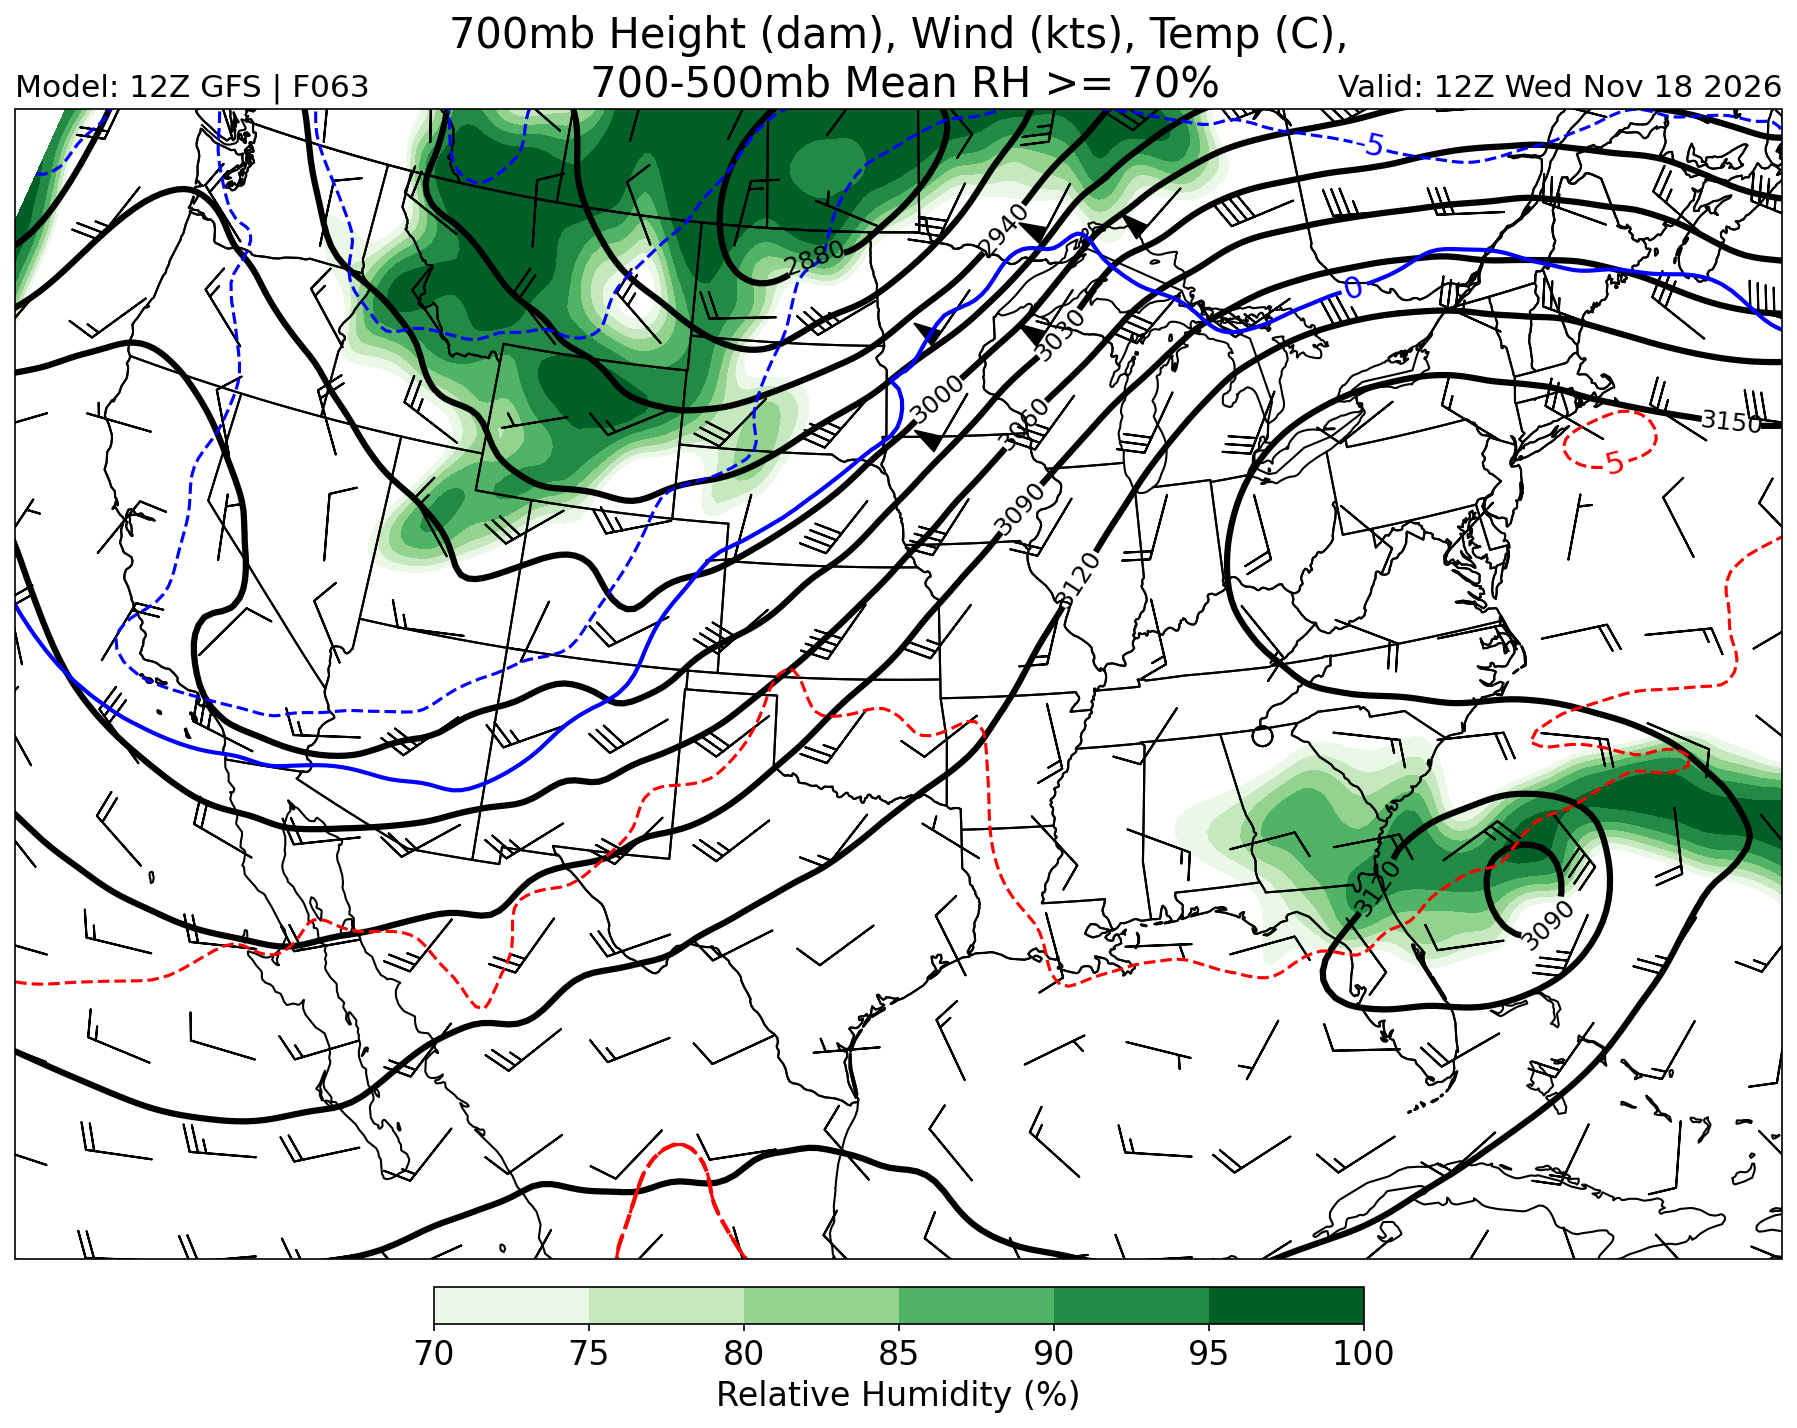 700mb Height (dam), Wind (kts), Temp (C),
Model: 12Z GFS | F063
700-500mb Mean RH >= 70%
Valid: 12Z Wed Nov 18 2026
-5
2940
2880
0
3030
3000
3060
3150
5
3090
3120
3120
3090
70 75 80 85 90 95 100
Relative Humidity (%)